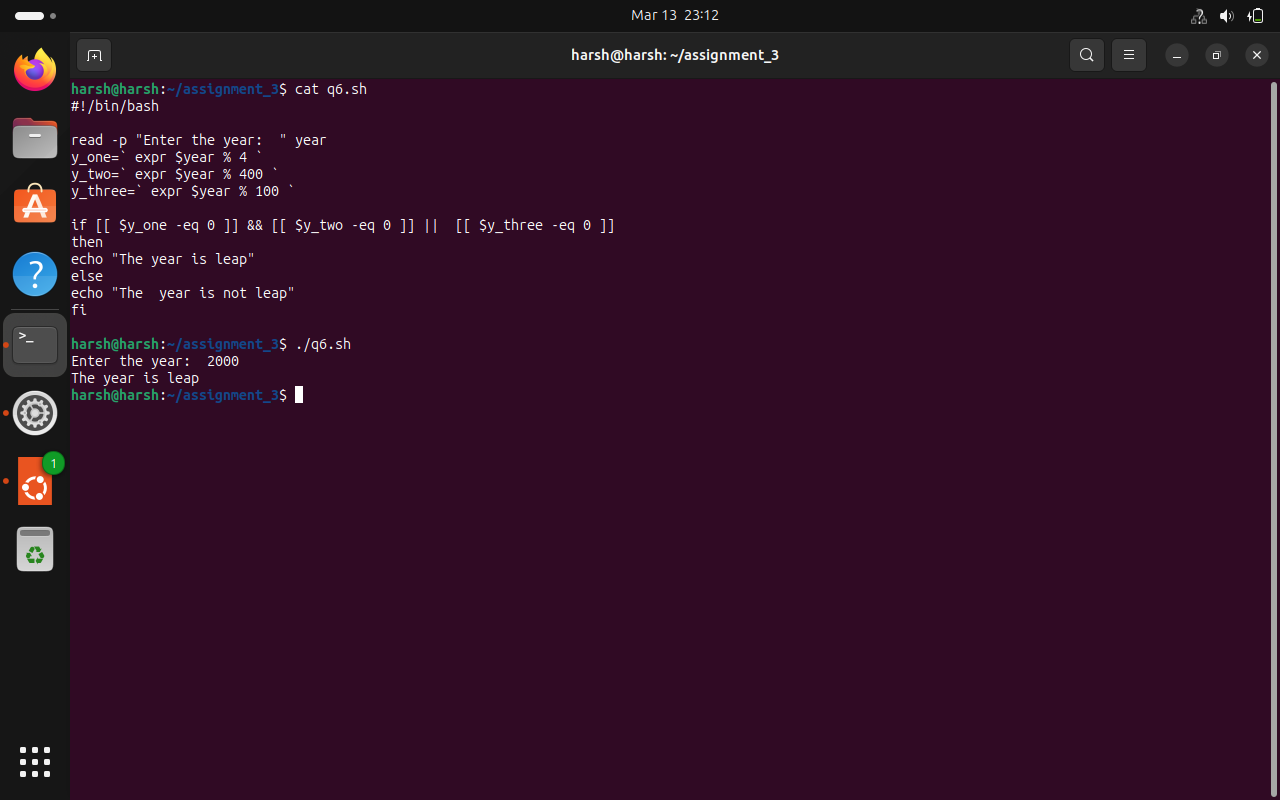 Mar 13 23:12
harsh@harsh: ~/assignment_3
harsh@harsh:~/assignment_3$ cat q6.sh
#!/bin/bash
read -p "Enter the year:  " year
y_one=` expr $year % 4 `
y_two=` expr $year % 400 `
y_three=` expr $year % 100 `
if [[ $y_one -eq 0 ]] && [[ $y_two -eq 0 ]] ||  [[ $y_three -eq 0 ]]
then
echo "The year is leap"
else
echo "The  year is not leap"
fi
harsh@harsh:~/assignment_3$ ./q6.sh
Enter the year:  2000
The year is leap
harsh@harsh:~/assignment_3$
?
>_
1